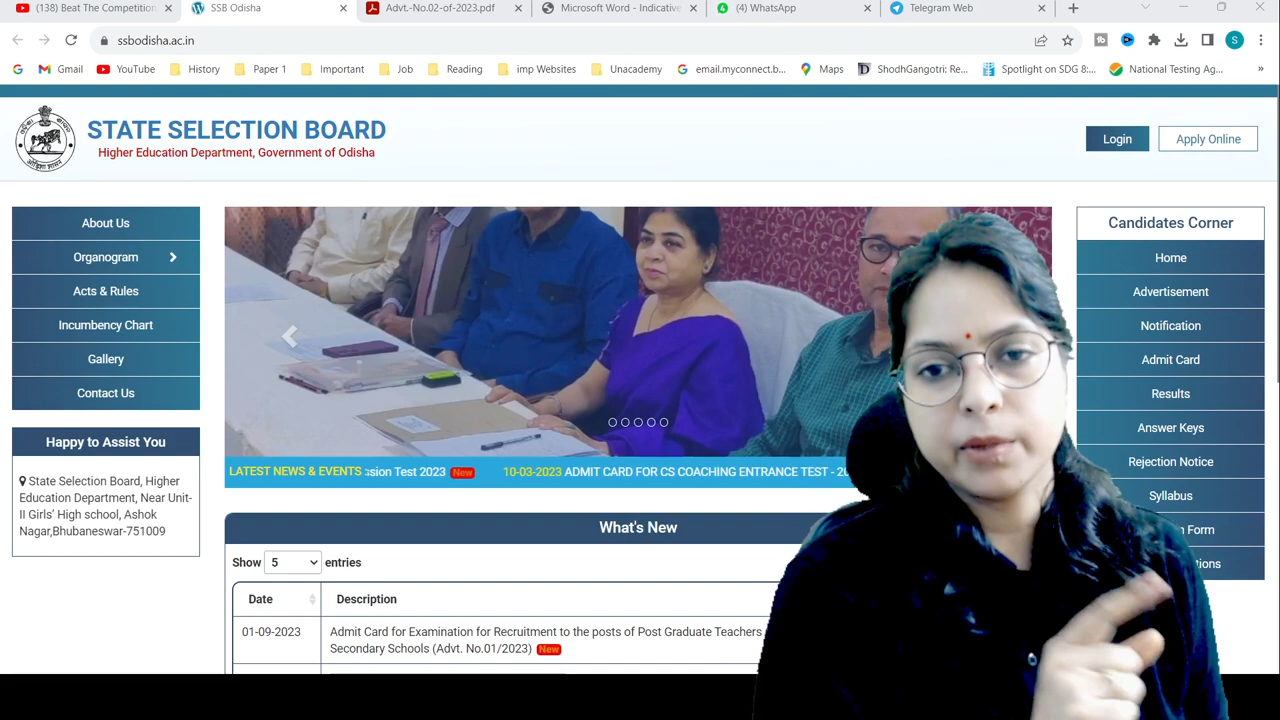 (138) Beat The Competition
SSB Odisha
Advt.-No.02-of-2023.pdf
Microsoft Word - Indicative
(4) WhatsApp
Telegram Web
ssbodisha.ac.in
S
Gmail
YouTube
History
Paper 1
Important
Job
Reading
imp Websites
Unacademy
email.myconnect.b...
Maps
ShodhGangotri: Re...
Spotlight on SDG 8:...
National Testing Ag...
»
STATE SELECTION BOARD
Higher Education Department, Government of Odisha
Login
Apply Online
About Us
Organogram
Acts & Rules
Incumbency Chart
Gallery
Contact Us
Happy to Assist You
State Selection Board, Higher
Education Department, Near Unit-
II Girls' High school, Ashok
Nagar,Bhubaneswar-751009
LATEST NEWS & EVENTS ssion Test 2023 New 10-03-2023 ADMIT CARD FOR CS COACHING ENTRANCE TEST - 20
What's New
Show 5 entries
Date Description
01-09-2023 Admit Card for Examination for Recruitment to the posts of Post Graduate Teachers
Secondary Schools (Advt. No.01/2023) New
Candidates Corner
Home
Advertisement
Notification
Admit Card
Results
Answer Keys
Rejection Notice
Syllabus
Form